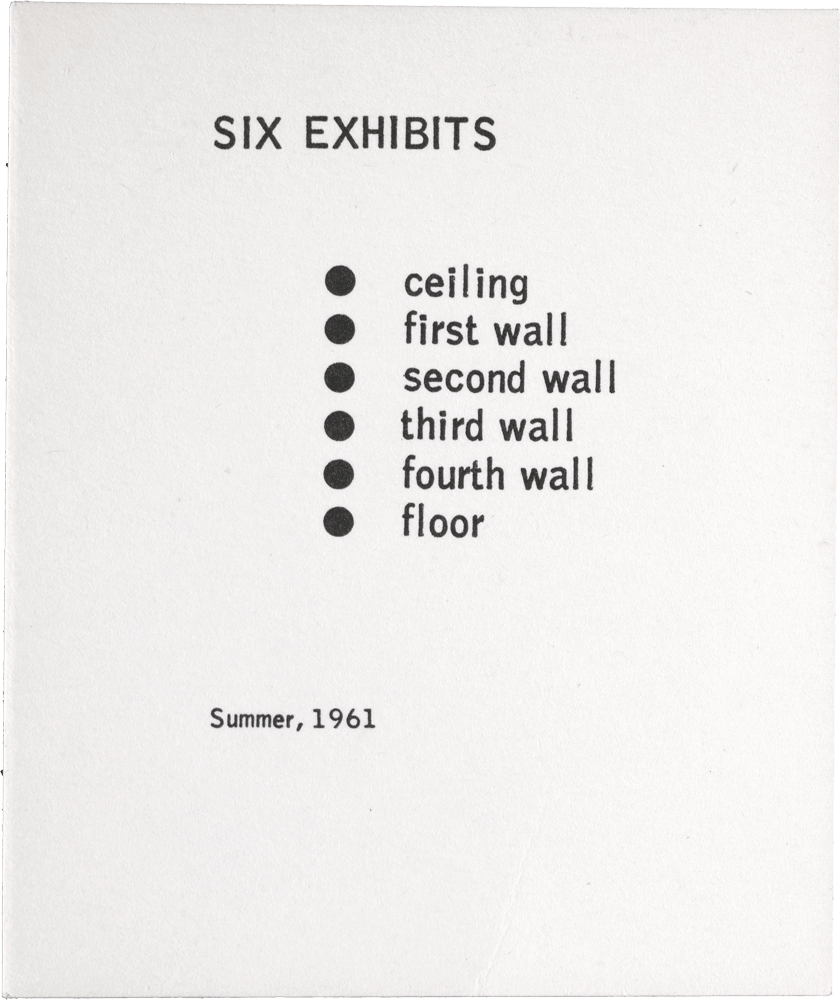 SIX EXHIBITS
● ceiling
● first wall
● second wall
● third wall
● fourth wall
● floor
Summer, 1961